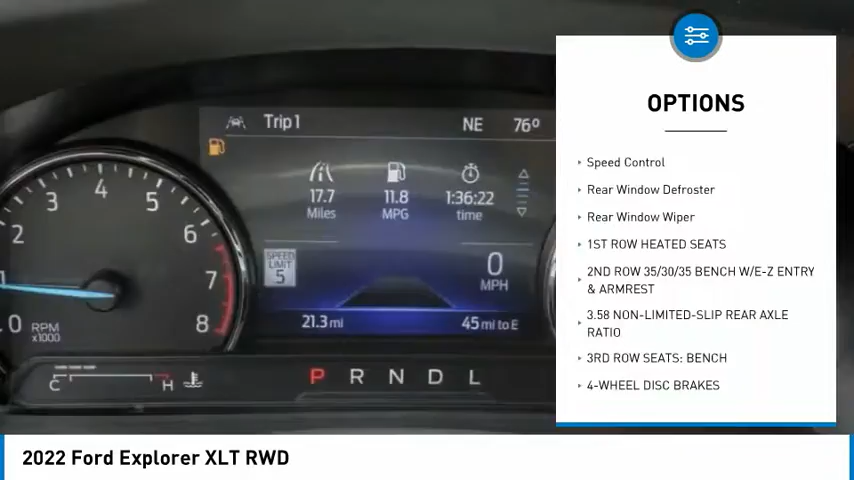 Trip 1
NE
76°
17.7
Miles
11.8
MPG
1:36:22
time
SPEED
LIMIT
5
0
MPH
21.3 mi
45 mi to E
1
2
3
4
5
6
7
8
0
RPM
x1000
C
H
P R N D L
OPTIONS
Speed Control
Rear Window Defroster
Rear Window Wiper
1ST ROW HEATED SEATS
2ND ROW 35/30/35 BENCH W/E-Z ENTRY
& ARMREST
3.58 NON-LIMITED-SLIP REAR AXLE
RATIO
3RD ROW SEATS: BENCH
4-WHEEL DISC BRAKES
2022 Ford Explorer XLT RWD